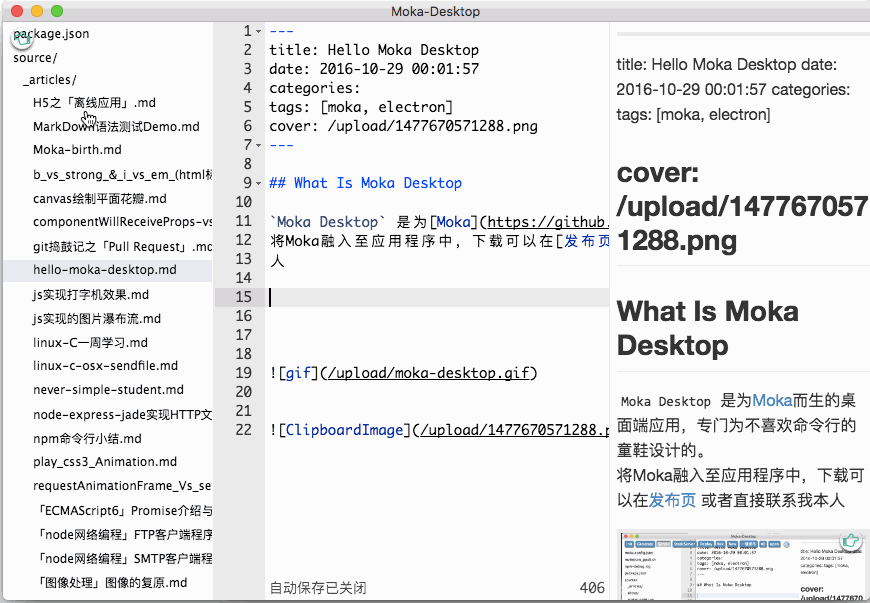 Moka-Desktop
package.json
source/
_articles/
H5之「离线应用」.md
MarkDown语法测试Demo.md
Moka-birth.md
b_vs_strong_&_i_vs_em_(html标
canvas绘制平面花瓣.md
componentWillReceiveProps-vs
git捣鼓记之「Pull Request」.md
hello-moka-desktop.md
js实现打字机效果.md
js实现的图片瀑布流.md
linux-C一周学习.md
linux-c-osx-sendfile.md
never-simple-student.md
node-express-jade实现HTTP文
npm命令行小结.md
play_css3_Animation.md
requestAnimationFrame_Vs_se
「ECMAScript6」Promise介绍与
「node网络编程」FTP客户端程序
「node网络编程」SMTP客户端程
「图像处理」图像的复原.md
1 ---
2 title: Hello Moka Desktop
3 date: 2016-10-29 00:01:57
4 categories:
5 tags: [moka, electron]
6 cover: /upload/1477670571288.png
7 ---
8
9 ## What Is Moka Desktop
10
11 `Moka Desktop` 是为[Moka](https://github.
12 将Moka融入至应用程序中，下载可以在[发布页
13 人
14
15
16
17
18
19 ![gif](/upload/moka-desktop.gif)
20
21
22 ![ClipboardImage](/upload/1477670571288.p
自动保存已关闭 406
title: Hello Moka Desktop date:
2016-10-29 00:01:57 categories:
tags: [moka, electron]
cover:
/upload/147767057
1288.png
What Is Moka
Desktop
Moka Desktop 是为Moka而生的桌
面端应用，专门为不喜欢命令行的
童鞋设计的。
将Moka融入至应用程序中，下载可
以在发布页 或者直接联系我本人